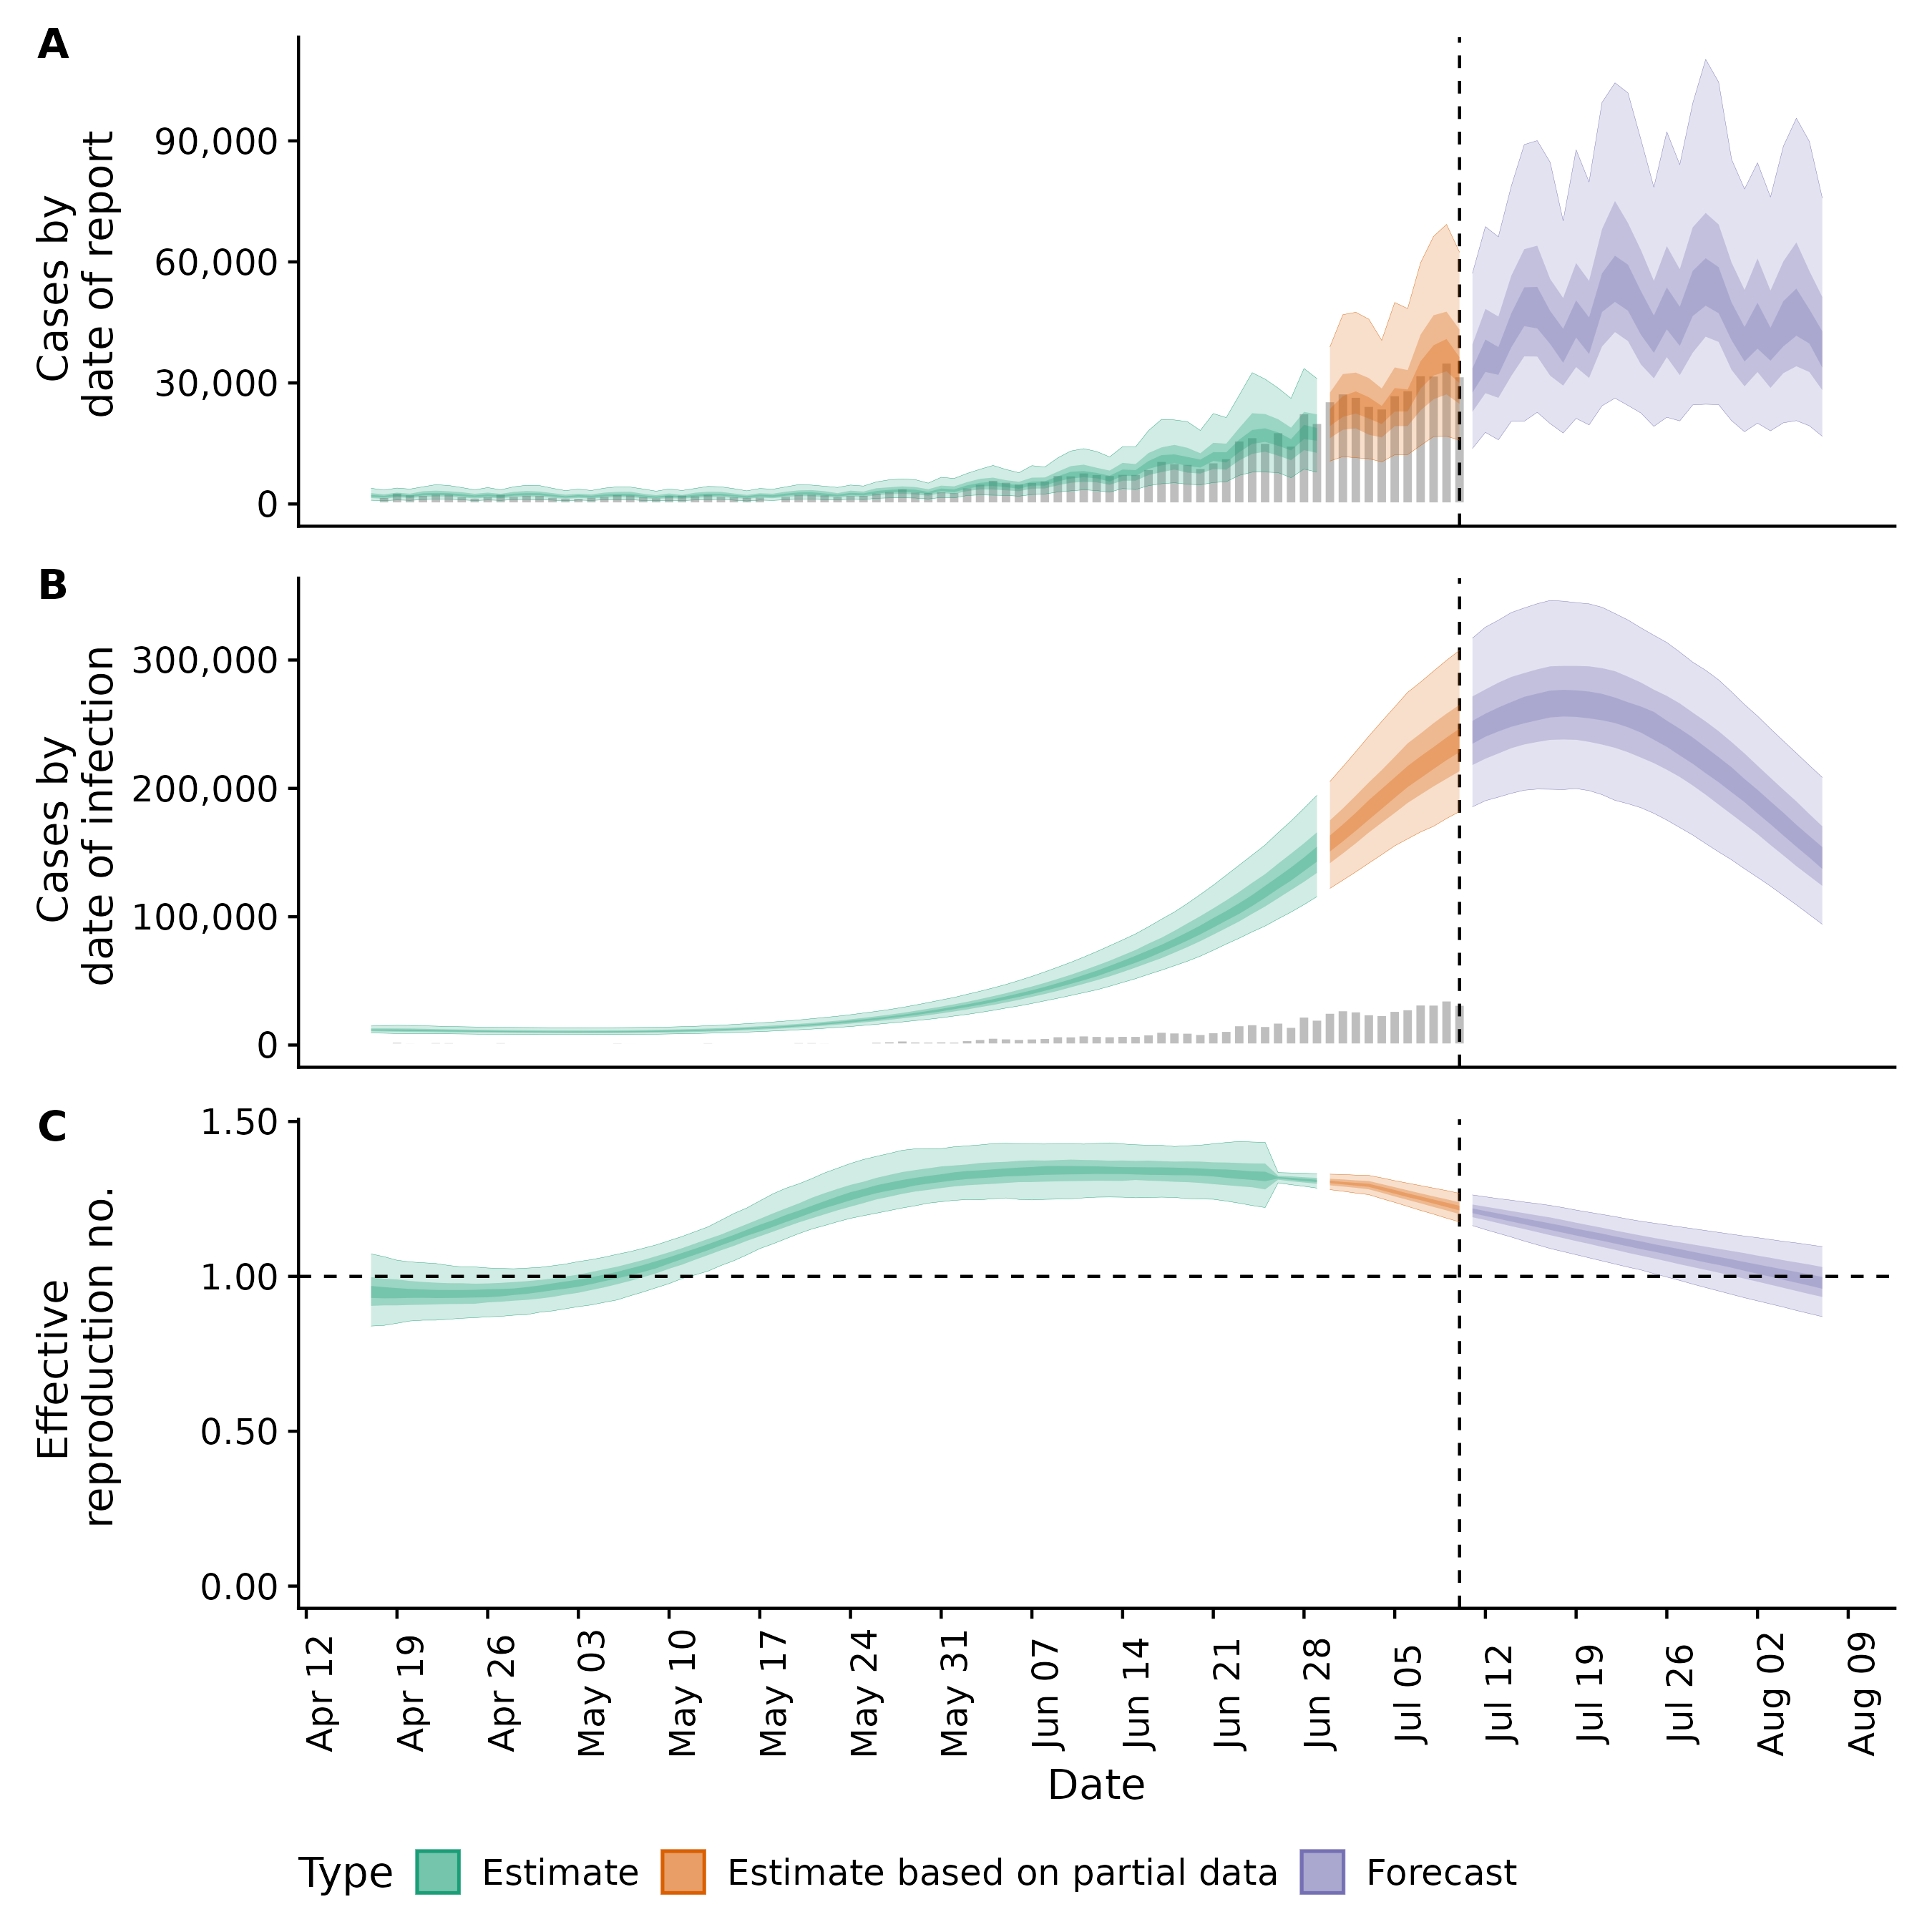 A
Cases by
date of report
90,000
60,000
30,000
0
B
Cases by
date of infection
300,000
200,000
100,000
0
C
Effective
reproduction no.
1.50
1.00
0.50
0.00
Apr 12
Apr 19
Apr 26
May 03
May 10
May 17
May 24
May 31
Jun 07
Jun 14
Jun 21
Jun 28
Jul 05
Jul 12
Jul 19
Jul 26
Aug 02
Aug 09
Date
Type Estimate Estimate based on partial data Forecast